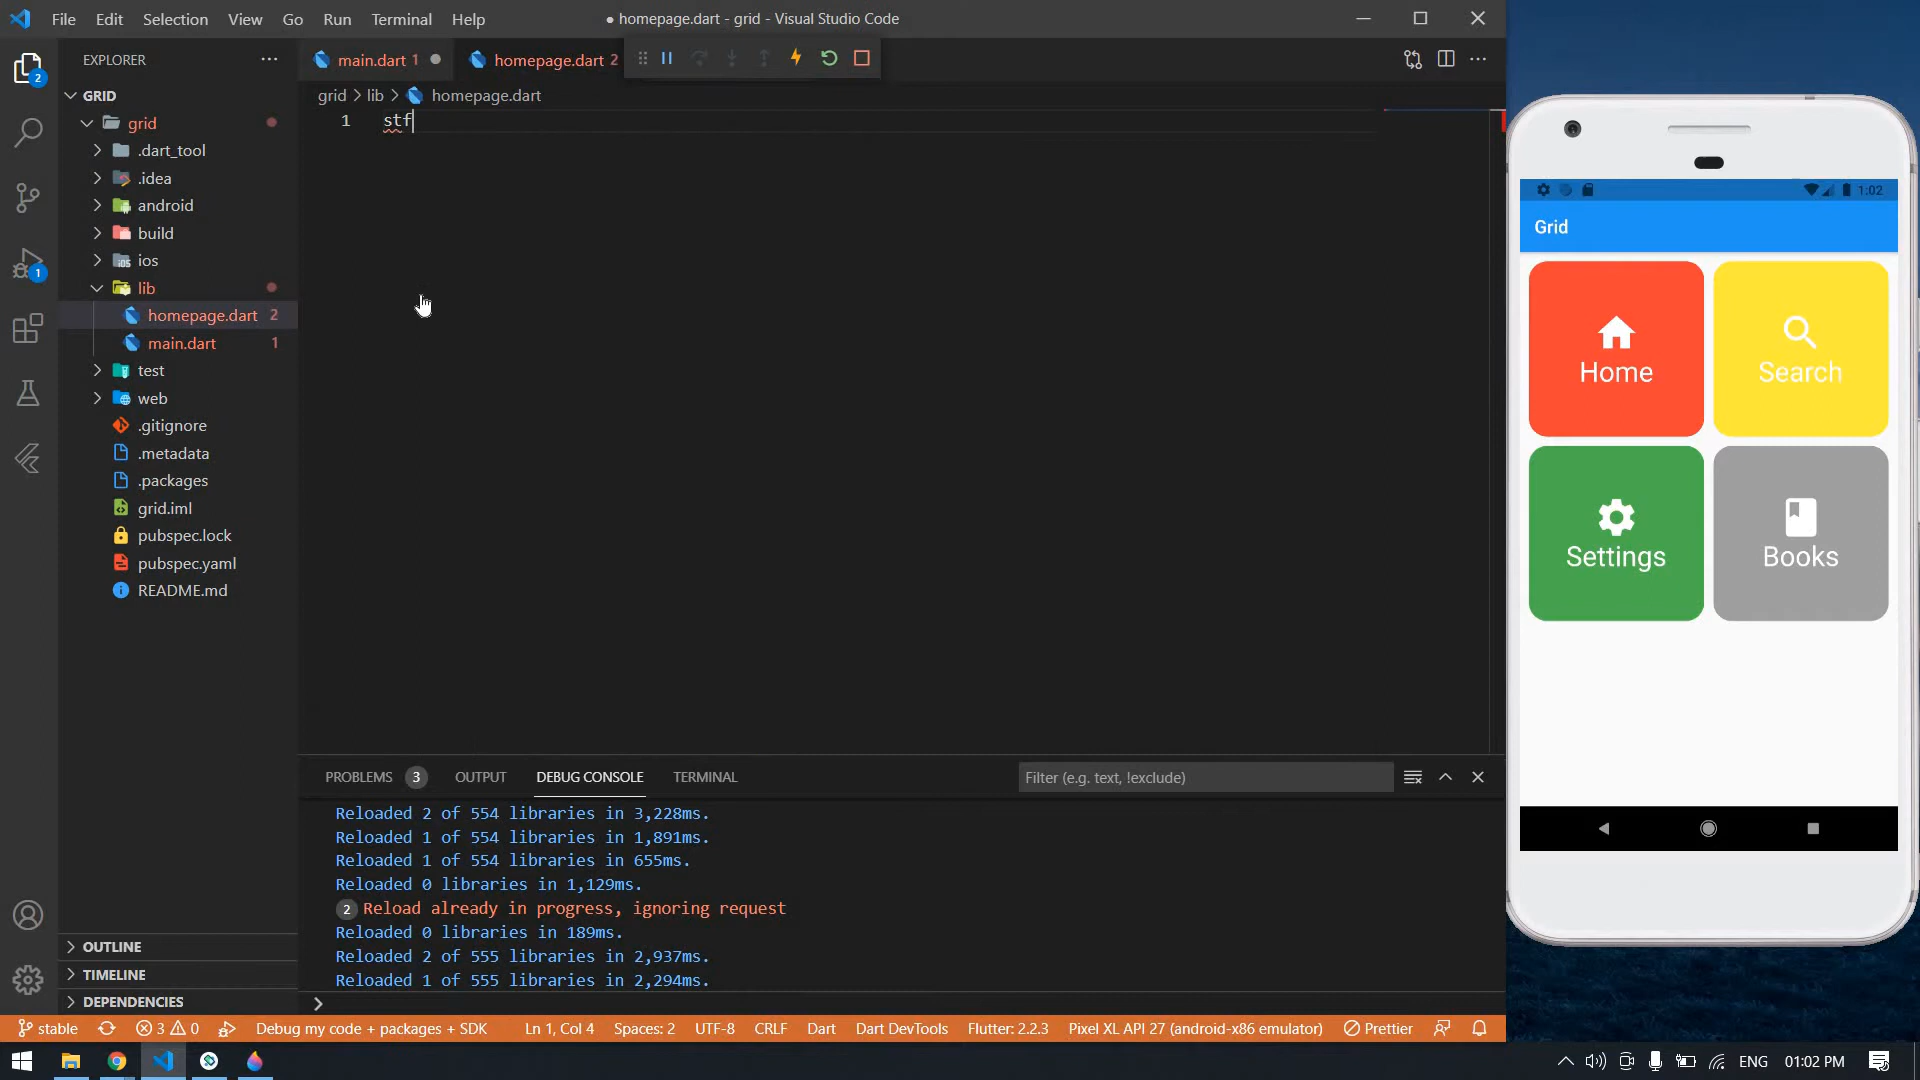 File Edit Selection View Go Run Terminal Help
● homepage.dart - grid - Visual Studio Code
EXPLORER
main.dart 1
homepage.dart 2
GRID
grid > lib > homepage.dart
grid
1 stf
.dart_tool
.idea
android
build
ios
lib
homepage.dart 2
main.dart 1
test
web
.gitignore
.metadata
.packages
grid.iml
pubspec.lock
pubspec.yaml
README.md
OUTLINE
TIMELINE
DEPENDENCIES
2
1
PROBLEMS 3 OUTPUT DEBUG CONSOLE TERMINAL
Filter (e.g. text, !exclude)
Reloaded 2 of 554 libraries in 3,228ms.
Reloaded 1 of 554 libraries in 1,891ms.
Reloaded 1 of 554 libraries in 655ms.
Reloaded 0 libraries in 1,129ms.
2 Reload already in progress, ignoring request
Reloaded 0 libraries in 189ms.
Reloaded 2 of 555 libraries in 2,937ms.
Reloaded 1 of 555 libraries in 2,294ms.
stable 3 0 Debug my code + packages + SDK Ln 1, Col 4 Spaces: 2 UTF-8 CRLF Dart Dart DevTools Flutter: 2.2.3 Pixel XL API 27 (android-x86 emulator) Prettier
ENG 01:02 PM
1:02
Grid
Home
Search
Settings
Books